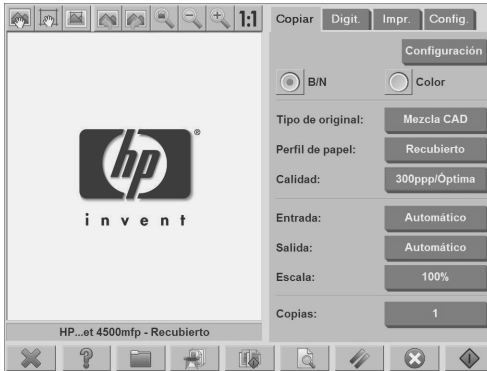 1:1
Copiar Digit. Impr. Config.
Configuración
B/N Color
Tipo de original: Mezcla CAD
Perfil de papel: Recubierto
Calidad: 300ppp/Óptima
Entrada: Automático
Salida: Automático
Escala: 100%
Copias: 1
hp ®
invent
HP...et 4500mfp - Recubierto
?